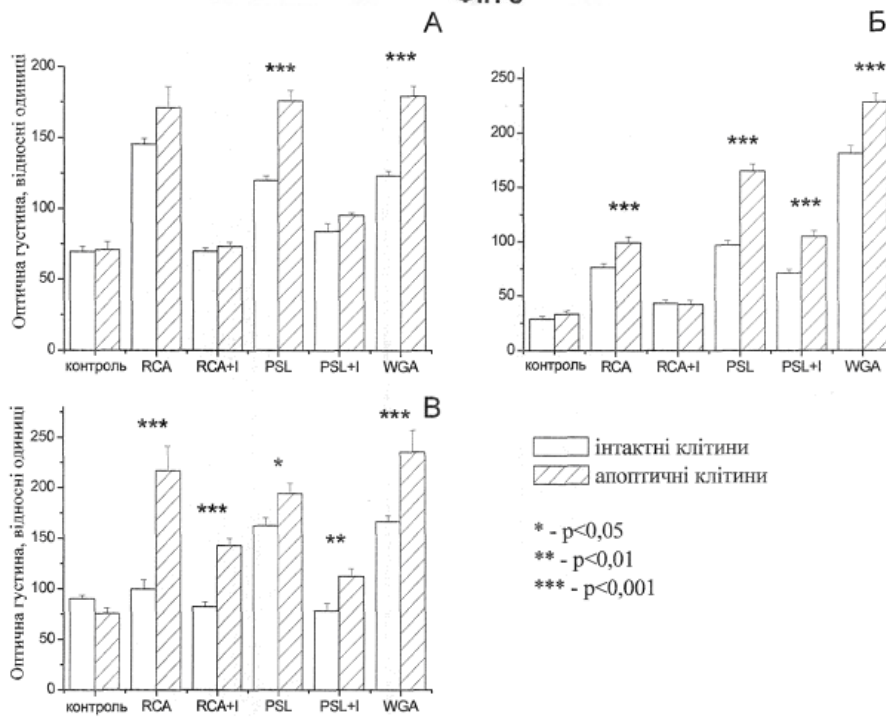 А
Оптична густина, відносні одиниці
200
150
100
50
0
***
***
контроль RCA RCA+I PSL PSL+I WGA
Б
250
200
150
100
50
0
***
***
***
***
контроль RCA RCA+I PSL PSL+I WGA
В
Оптична густина, відносні одиниці
250
200
150
100
50
0
***
***
*
**
***
контроль RCA RCA+I PSL PSL+I WGA
інтактні клітини
апоптичні клітини
* - p<0,05
** - p<0,01
*** - p<0,001